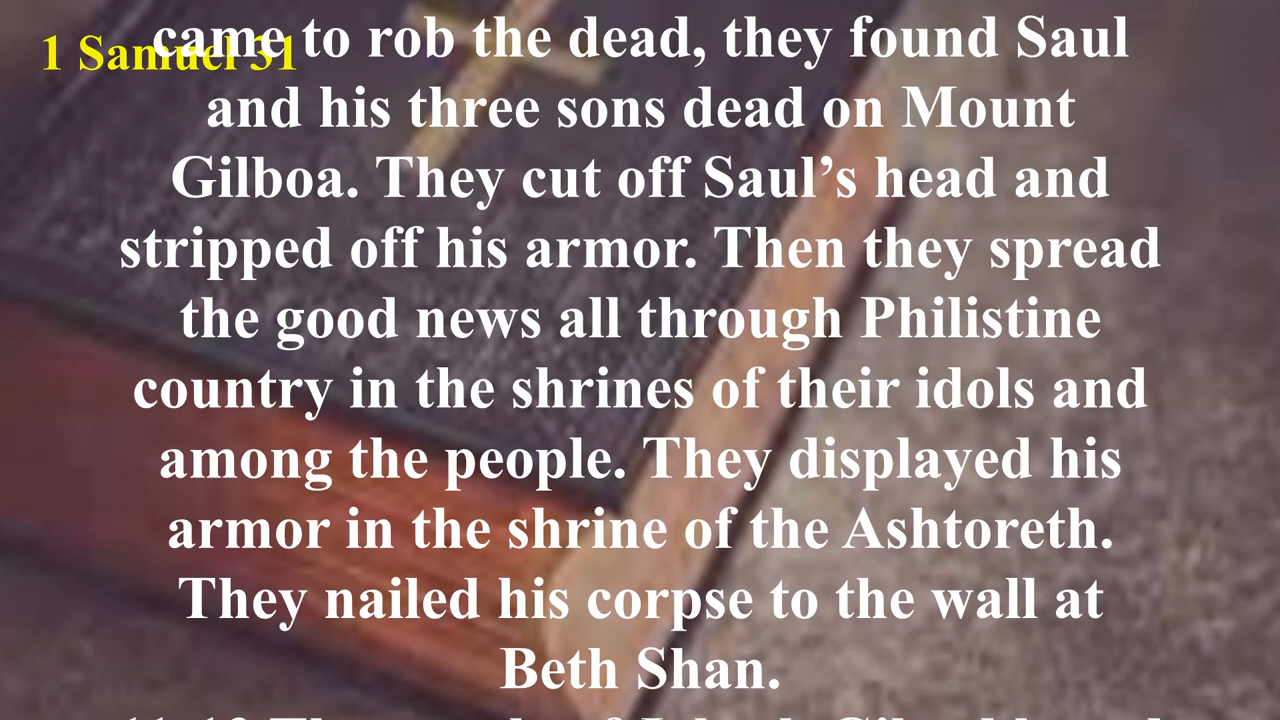 1 Samuel 31
came to rob the dead, they found Saul
and his three sons dead on Mount
Gilboa. They cut off Saul’s head and
stripped off his armor. Then they spread
the good news all through Philistine
country in the shrines of their idols and
among the people. They displayed his
armor in the shrine of the Ashtoreth.
They nailed his corpse to the wall at
Beth Shan.